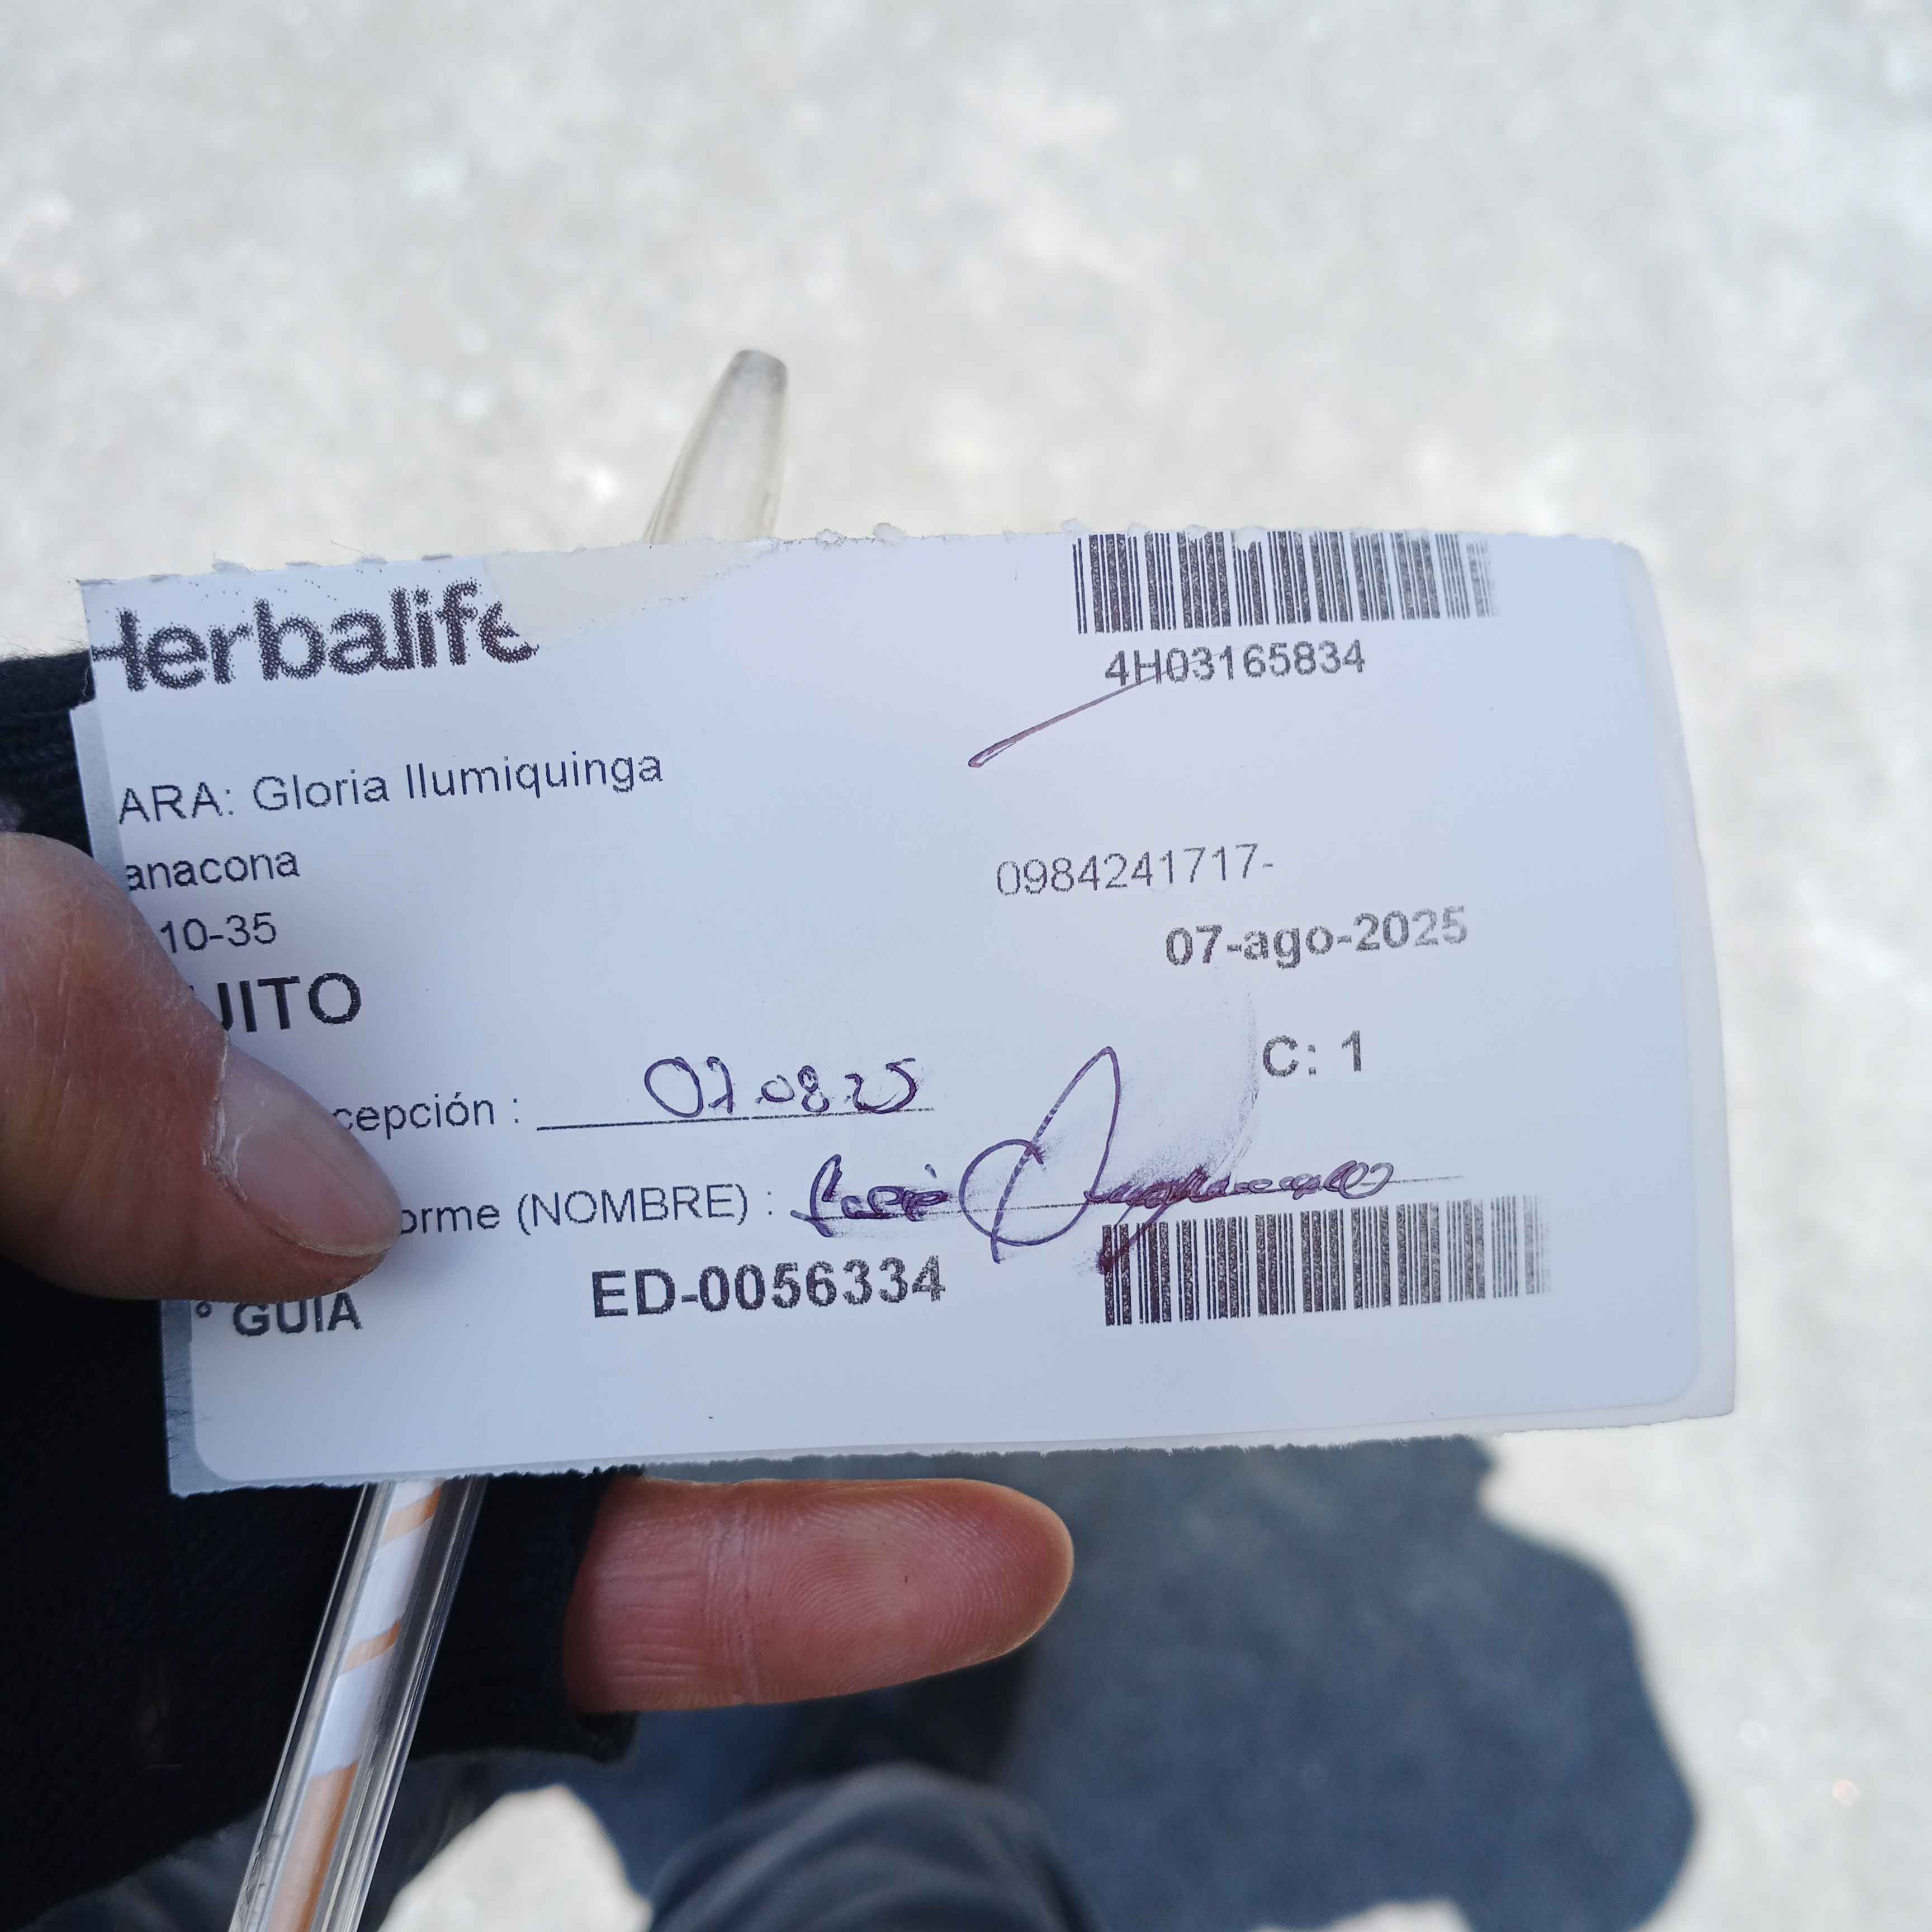 Herbalife
4H03165834
ARA: Gloria Ilumiquinga
anacona
0984241717-
10-35
07-ago-2025
UITO
C: 1
cepción : 07.08.25
orme (NOMBRE) :
° GUIA ED-0056334